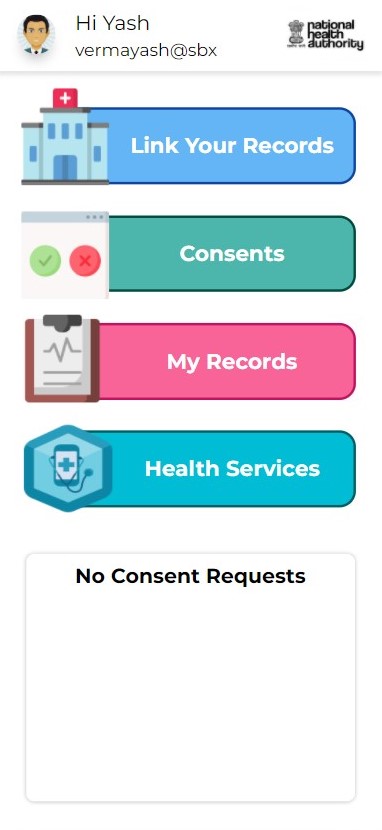 Hi Yash
vermayash@sbx
national
health
authority
Link Your Records
Consents
My Records
Health Services
No Consent Requests